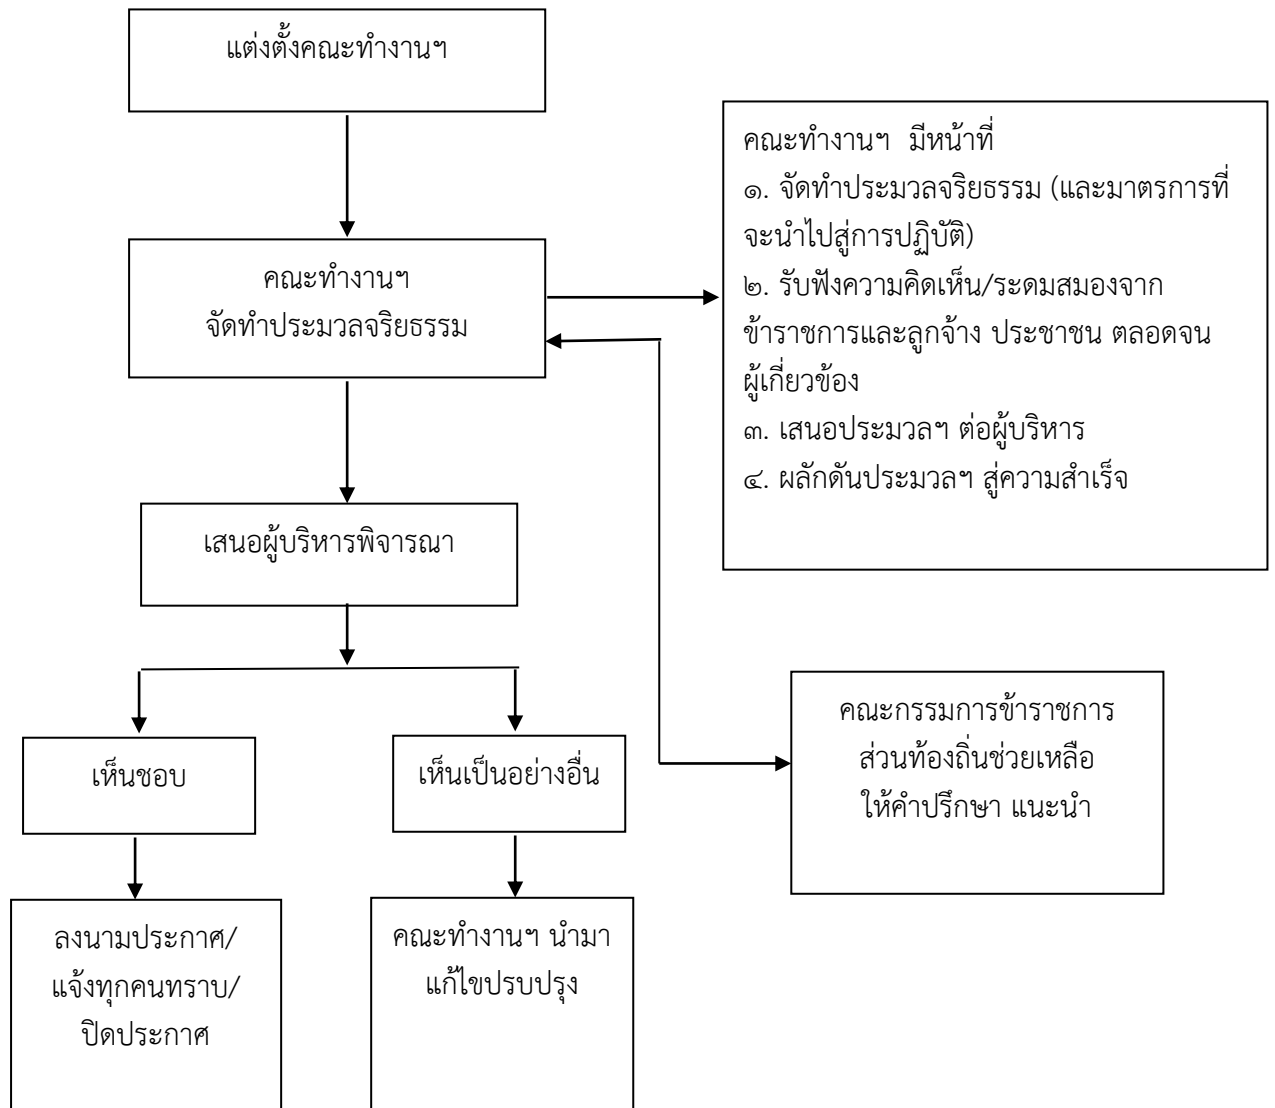 แต่งตั้งคณะทำงานฯ
คณะทำงานฯ มีหน้าที่
๑. จัดทำประมวลจริยธรรม (และมาตรการที่
จะนำไปสู่การปฏิบัติ)
๒. รับฟังความคิดเห็น/ระดมสมองจาก
ข้าราชการและลูกจ้าง ประชาชน ตลอดจน
ผู้เกี่ยวข้อง
๓. เสนอประมวลฯ ต่อผู้บริหาร
๔. ผลักดันประมวลฯ สู่ความสำเร็จ
คณะทำงานฯ
จัดทำประมวลจริยธรรม
เสนอผู้บริหารพิจารณา
คณะกรรมการข้าราชการ
ส่วนท้องถิ่นช่วยเหลือ
ให้คำปรึกษา แนะนำ
เห็นชอบ
เห็นเป็นอย่างอื่น
ลงนามประกาศ/
แจ้งทุกคนทราบ/
ปิดประกาศ
คณะทำงานฯ นำมา
แก้ไขปรบปรุง